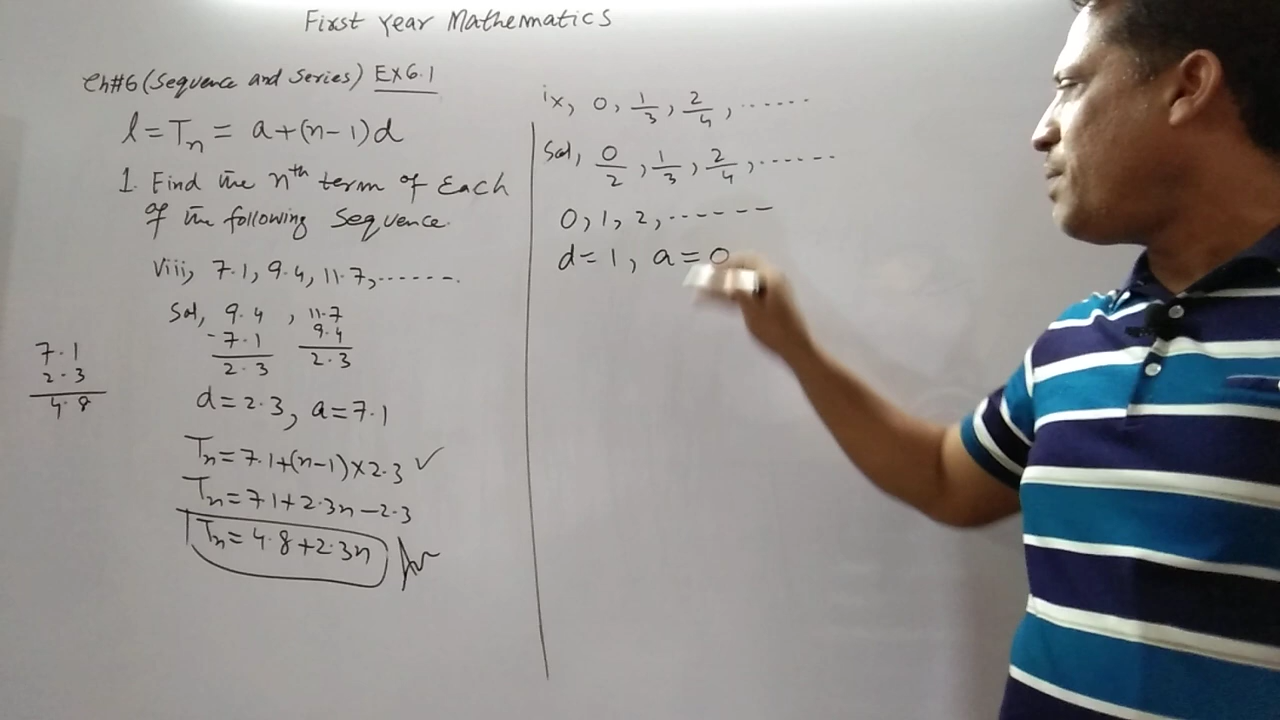 First Year Mathematics
Ch#6 (Sequence and Series) EX6.1
l = Tn = a+(n-1)d
1. Find the nth term of Each
of the following Sequence.
viii, 7.1, 9.4, 11.7, .......
Sol, 9.4 , 11.7
-7.1 9.4
2.3 2.3
7.1
2.3
4.8
d=2.3, a=7.1
Tn=7.1+(n-1)×2.3 ✓
Tn=7.1+2.3n-2.3
Tn=4.8+2.3n
ix, 0, 1/3, 2/4, ......
Sol, 0/2, 1/3, 2/4, ......
0, 1, 2, ------
d=1, a=0